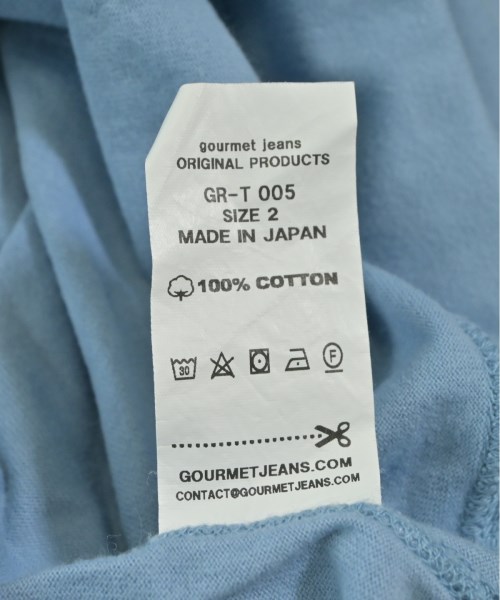 gourmet jeans
ORIGINAL PRODUCTS
GR-T 005
SIZE 2
MADE IN JAPAN
100% COTTON
30 F
GOURMETJEANS.COM
CONTACT@GOURMETJEANS.COM